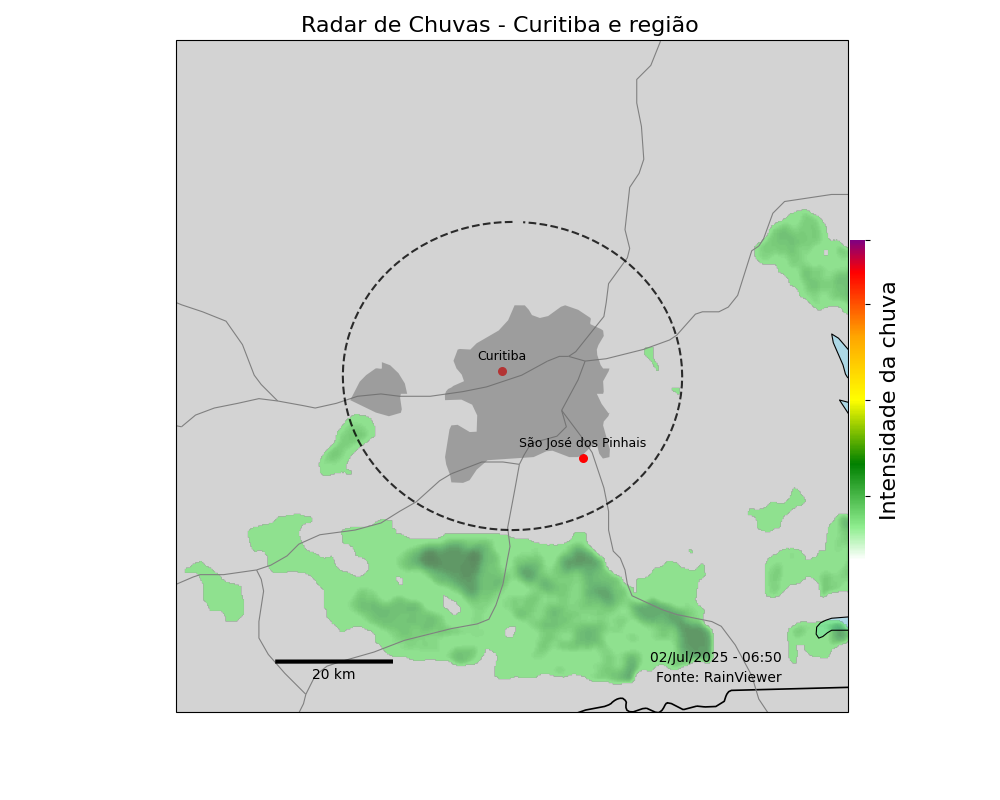 Radar de Chuvas - Curitiba e região
Curitiba
São José dos Pinhais
Intensidade da chuva
02/Jul/2025 - 06:50
20 km
Fonte: RainViewer